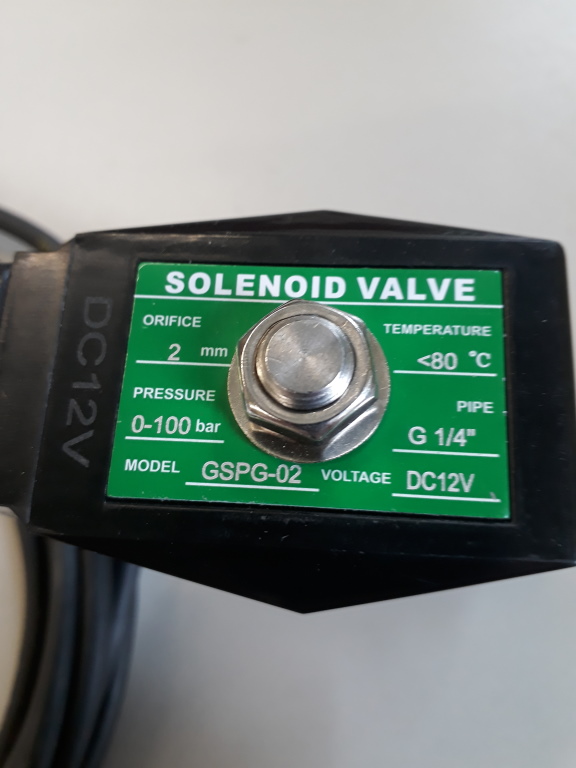 SOLENOID VALVE
ORIFICE
2 mm
TEMPERATURE
<80 °C
PRESSURE
0-100 bar
PIPE
G 1/4"
MODEL GSPG-02 VOLTAGE DC12V
DC12V